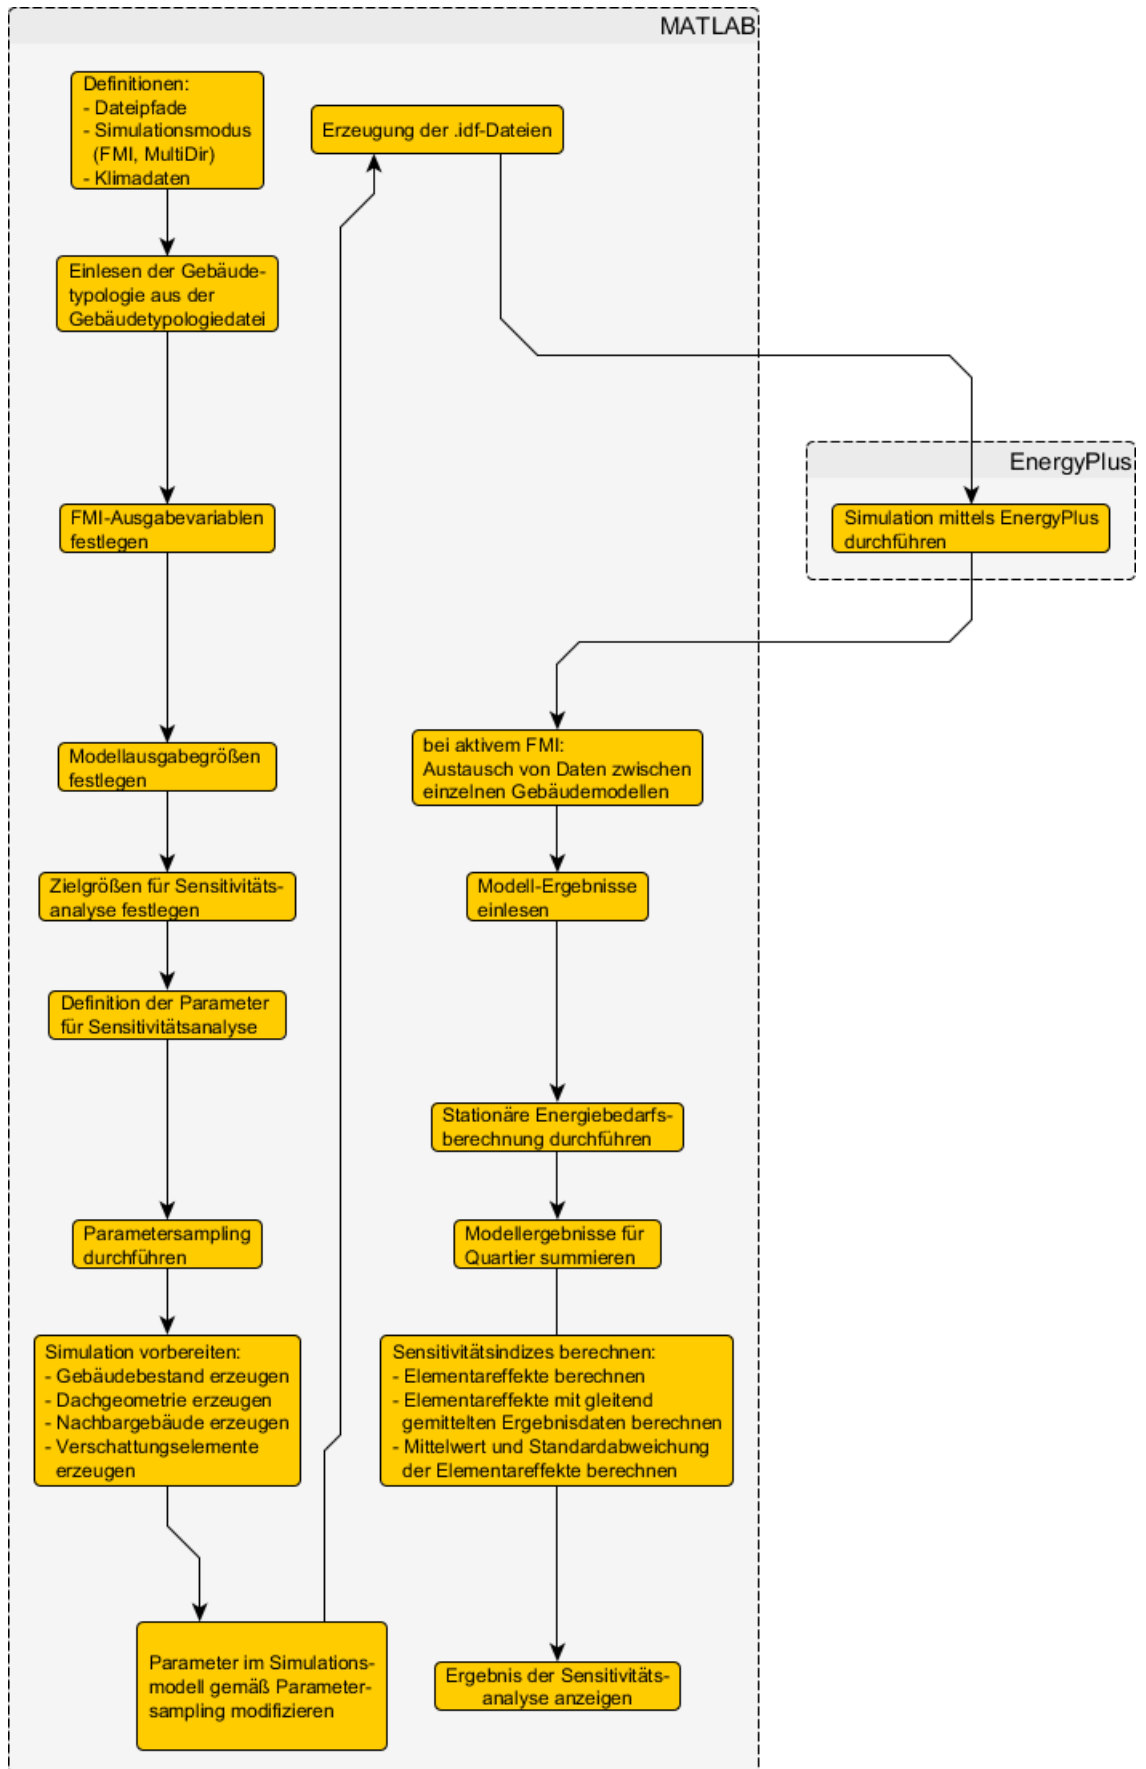 MATLAB
Definitionen:
- Dateipfade
- Simulationsmodus
(FMI, MultiDir)
- Klimadaten
Einlesen der Gebäude-
typologie aus der
Gebäudetypologiedatei
FMI-Ausgabevariablen
festlegen
Modellausgabegrößen
festlegen
Zielgrößen für Sensitivitäts-
analyse festlegen
Definition der Parameter
für Sensitivitätsanalyse
Parametersampling
durchführen
Simulation vorbereiten:
- Gebäudebestand erzeugen
- Dachgeometrie erzeugen
- Nachbargebäude erzeugen
- Verschattungselemente
erzeugen
Parameter im Simulations-
modell gemäß Parameter-
sampling modifizieren
Erzeugung der .idf-Dateien
EnergyPlus
Simulation mittels EnergyPlus
durchführen
bei aktivem FMI:
Austausch von Daten zwischen
einzelnen Gebäudemodellen
Modell-Ergebnisse
einlesen
Stationäre Energiebedarfs-
berechnung durchführen
Modellergebnisse für
Quartier summieren
Sensitivitätsindizes berechnen:
- Elementareffekte berechnen
- Elementareffekte mit gleitend
gemittelten Ergebnisdaten berechnen
- Mittelwert und Standardabweichung
der Elementareffekte berechnen
Ergebnis der Sensitivitäts-
analyse anzeigen